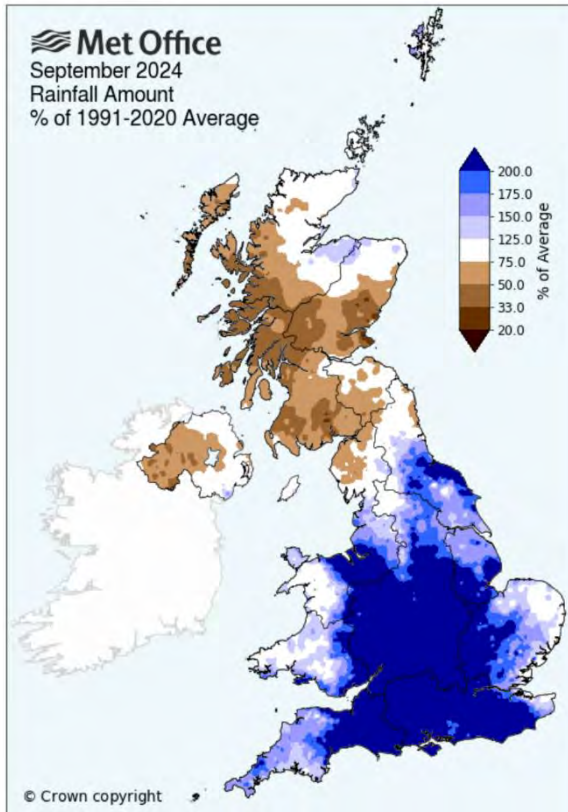 Met Office
September 2024
Rainfall Amount
% of 1991-2020 Average
200.0
175.0
150.0
125.0
75.0
50.0
33.0
20.0
% of Average
© Crown copyright